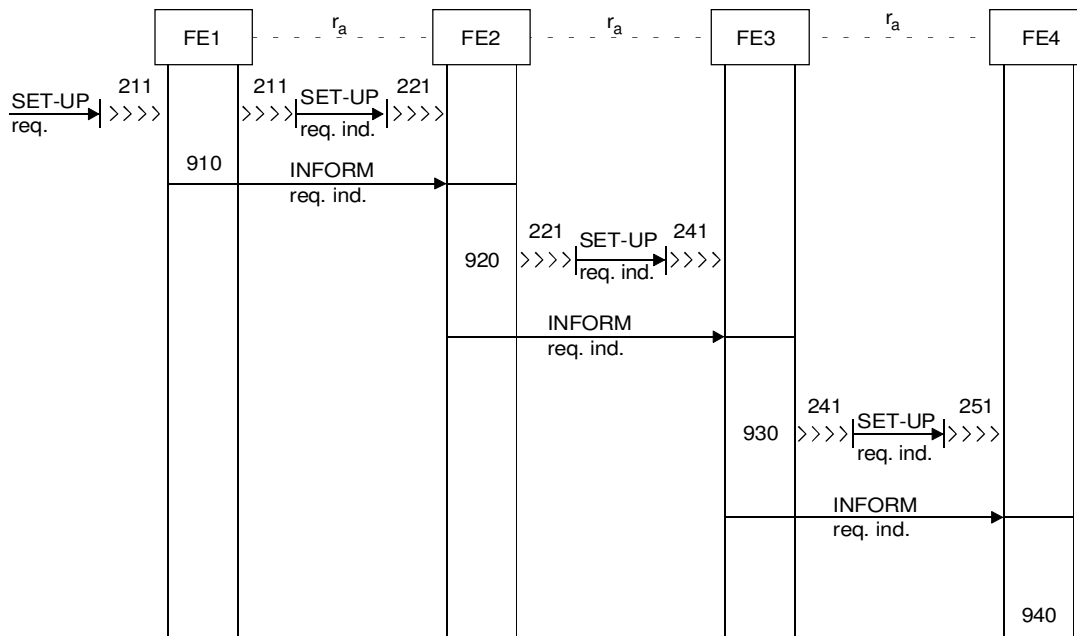 FE1 rₐ FE2 rₐ FE3 rₐ FE4
211 211 221
SET-UP SET-UP
req. req. ind.
910 INFORM
req. ind.
221 241
SET-UP
920 req. ind.
INFORM
req. ind.
241 251
SET-UP
930 req. ind.
INFORM
req. ind.
940